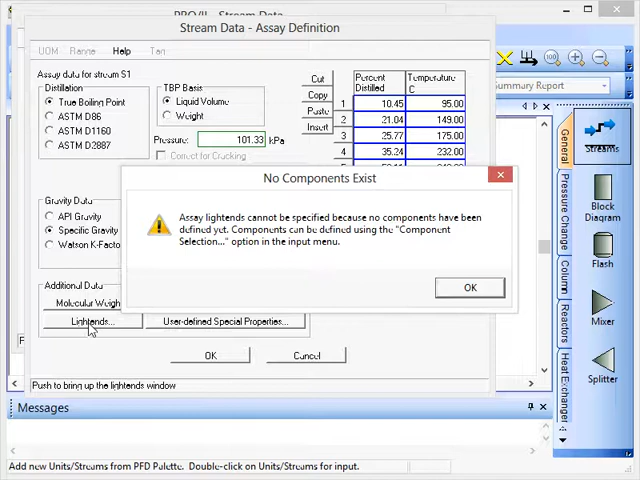 PRO/II - Stream Data
Stream Data - Assay Definition
UOM Range Help Tag
Assay data for stream S1
Distillation
True Boiling Point
ASTM D86
ASTM D1160
ASTM D2887
TBP Basis
Liquid Volume
Weight
Pressure: 101.33 kPa
Correct for Cracking
Cut
Copy
Paste
Insert
Percent Distilled Temperature C
1 10.45 95.00
2 21.04 149.00
3 25.77 175.00
4 35.24 232.00
Summary Report
No Components Exist
Assay lightends cannot be specified because no components have been
defined yet. Components can be defined using the "Component
Selection..." option in the input menu.
OK
Gravity Data
API Gravity
Specific Gravity
Watson K-Facto
Additional Data
Molecular Weigh
Lightends...
User-defined Special Properties...
OK
Cancel
Push to bring up the lightends window
General
Pressure Change
Column
Reactors
Heat Exchanger
Streams
Block
Diagram
Flash
Mixer
Splitter
Messages
Add new Units/Streams from PFD Palette. Double-click on Units/Streams for input.